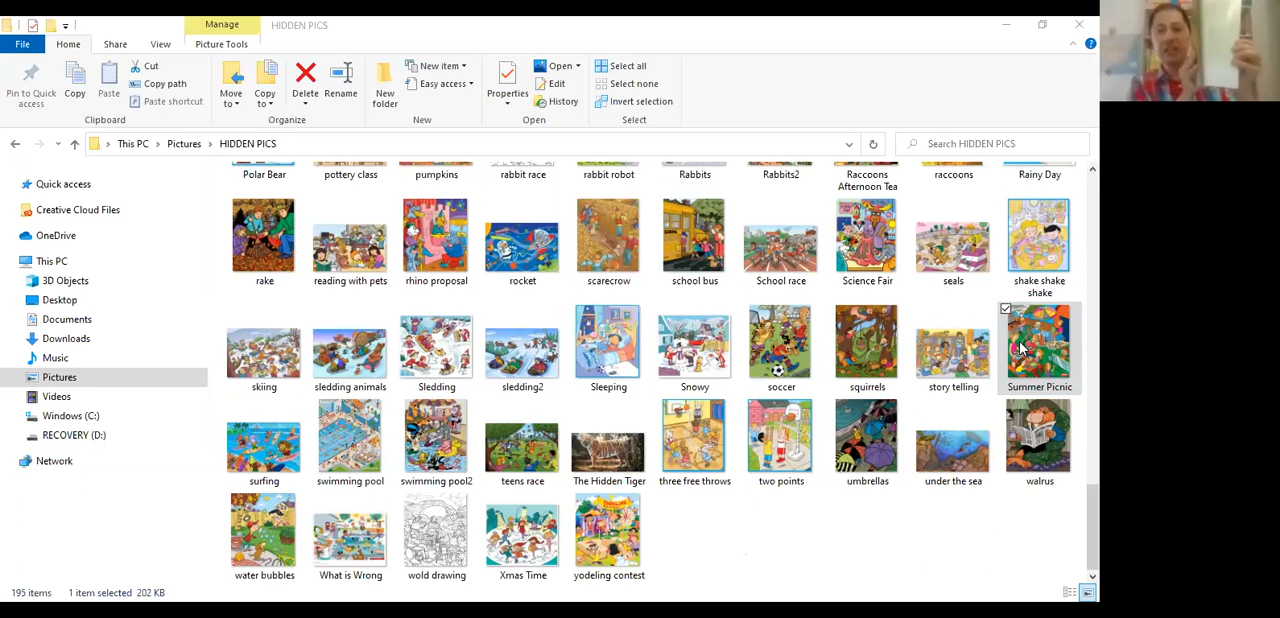 Manage
HIDDEN PICS
File
Home
Share
View
Picture Tools
Pin to Quick access
Copy
Paste
Cut
Copy path
Paste shortcut
Clipboard
Move to
Copy to
Delete
Rename
Organize
New folder
New item
Easy access
New
Properties
Open
Edit
History
Open
Select all
Select none
Invert selection
Select
This PC
Pictures
HIDDEN PICS
Search HIDDEN PICS
Quick access
Creative Cloud Files
OneDrive
This PC
3D Objects
Desktop
Documents
Downloads
Music
Pictures
Videos
Windows (C:)
RECOVERY (D:)
Network
Polar Bear
pottery class
pumpkins
rabbit race
rabbit robot
Rabbits
Rabbits2
Raccoons Afternoon Tea
raccoons
Rainy Day
rake
reading with pets
rhino proposal
rocket
scarecrow
school bus
School race
Science Fair
seals
shake shake shake
skiing
sledding animals
Sledding
sledding2
Sleeping
Snowy
soccer
squirrels
story telling
Summer Picnic
surfing
swimming pool
swimming pool2
teens race
The Hidden Tiger
three free throws
two points
umbrellas
under the sea
walrus
water bubbles
What is Wrong
wold drawing
Xmas Time
yodeling contest
195 items
1 item selected 202 KB